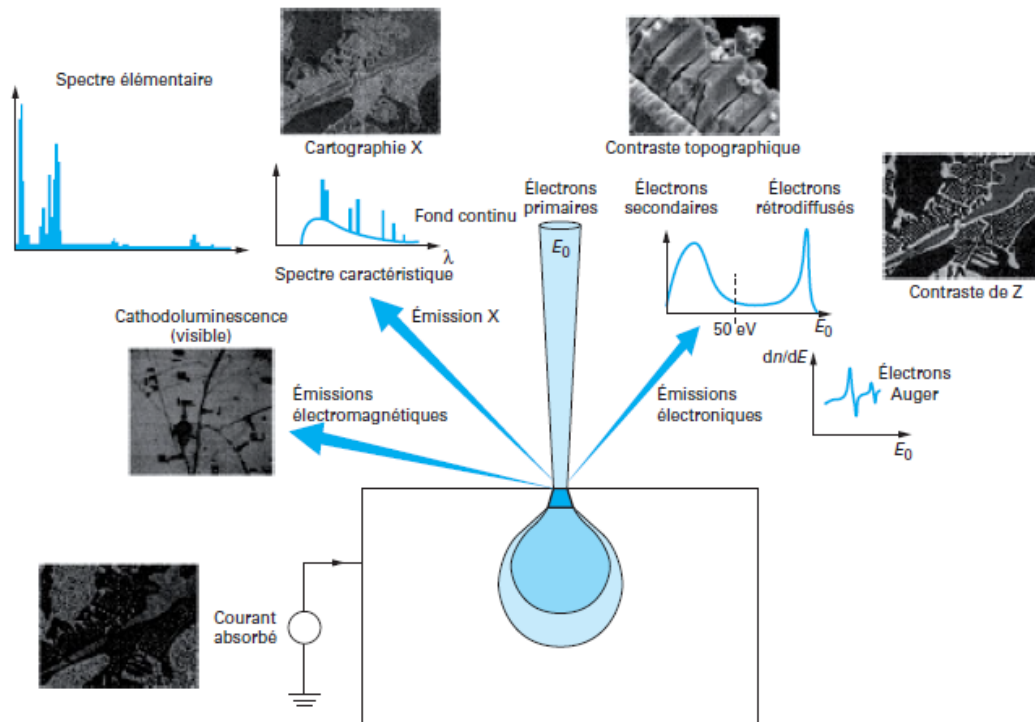 Spectre élémentaire
Cartographie X
Fond continu
λ
Spectre caractéristique
Contraste topographique
Électrons
primaires
E0
Électrons
secondaires
Électrons
rétrodiffusés
50 eV
E0
Contraste de Z
dn/dE
Électrons
Auger
E0
Cathodoluminescence
(visible)
Émission X
Émissions
électromagnétiques
Émissions
électroniques
Courant
absorbé